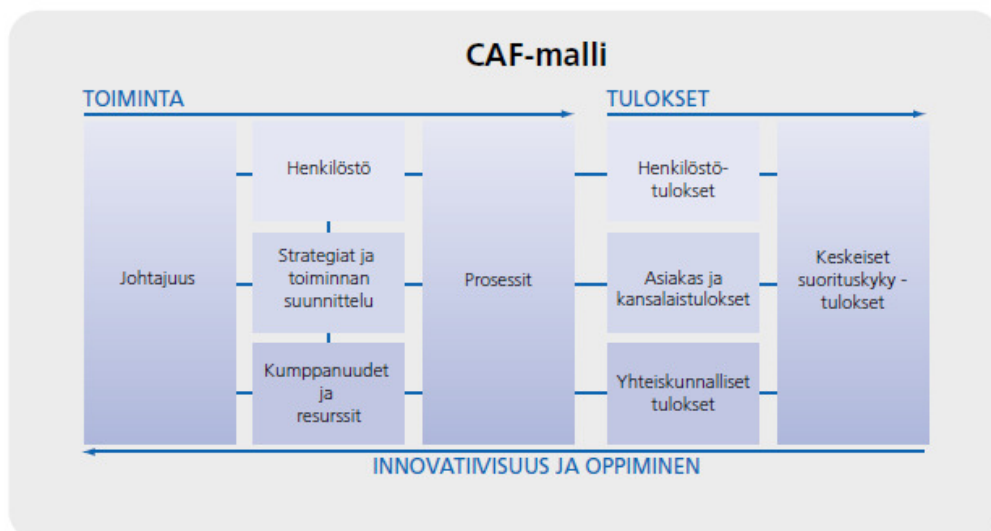 CAF-malli
TOIMINTA
TULOKSET
Johtajuus
Henkilöstö
Strategiat ja
toiminnan
suunnittelu
Kumppanuudet
ja
resurssit
Prosessit
Henkilöstö-
tulokset
Asiakas ja
kansalaistulokset
Yhteiskunnalliset
tulokset
Keskeiset
suorituskyky -
tulokset
INNOVATIIVISUUS JA OPPIMINEN